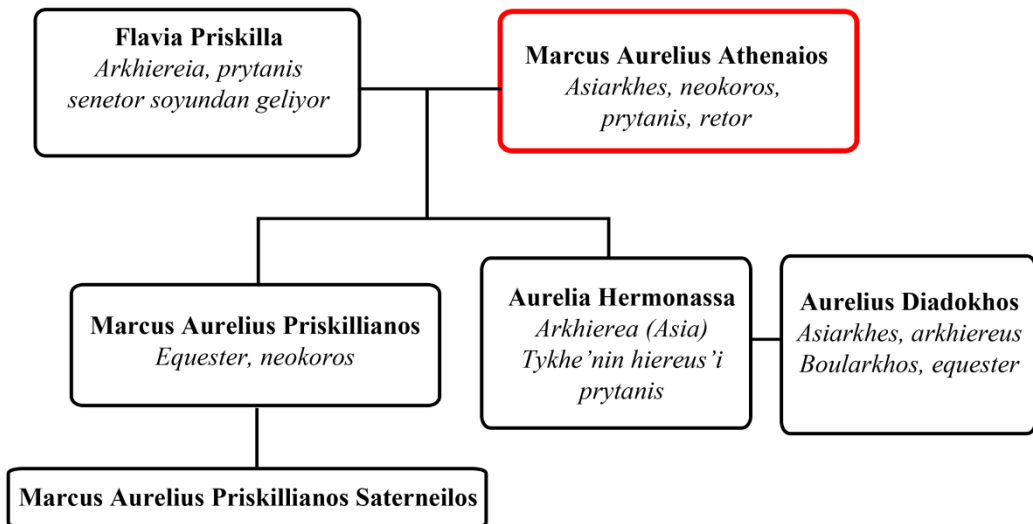 Flavia Priskilla
Arkhiereia, prytanis
senetor soyundan geliyor
Marcus Aurelius Athenaios
Asiarkhes, neokoros,
prytanis, retor
Marcus Aurelius Priskillianos
Equester, neokoros
Aurelia Hermonassa
Arkhierea (Asia)
Tykhe’nin hiereus’i
prytanis
Aurelius Diadokhos
Asiarkhes, arkhiereus
Boularkhos, equester
Marcus Aurelius Priskillianos Saterneilos